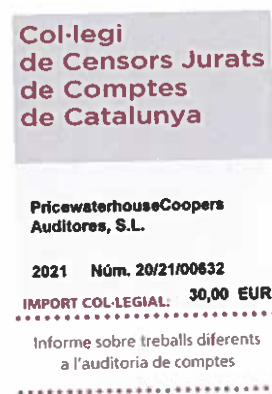 Col·legi
de Censors Jurats
de Comptes
de Catalunya
PricewaterhouseCoopers
Auditores, S.L.
2021 Núm. 20/21/00632
IMPORT COL·LEGIAL: 30,00 EUR
Informe sobre treballs diferents
a l'auditoria de comptes